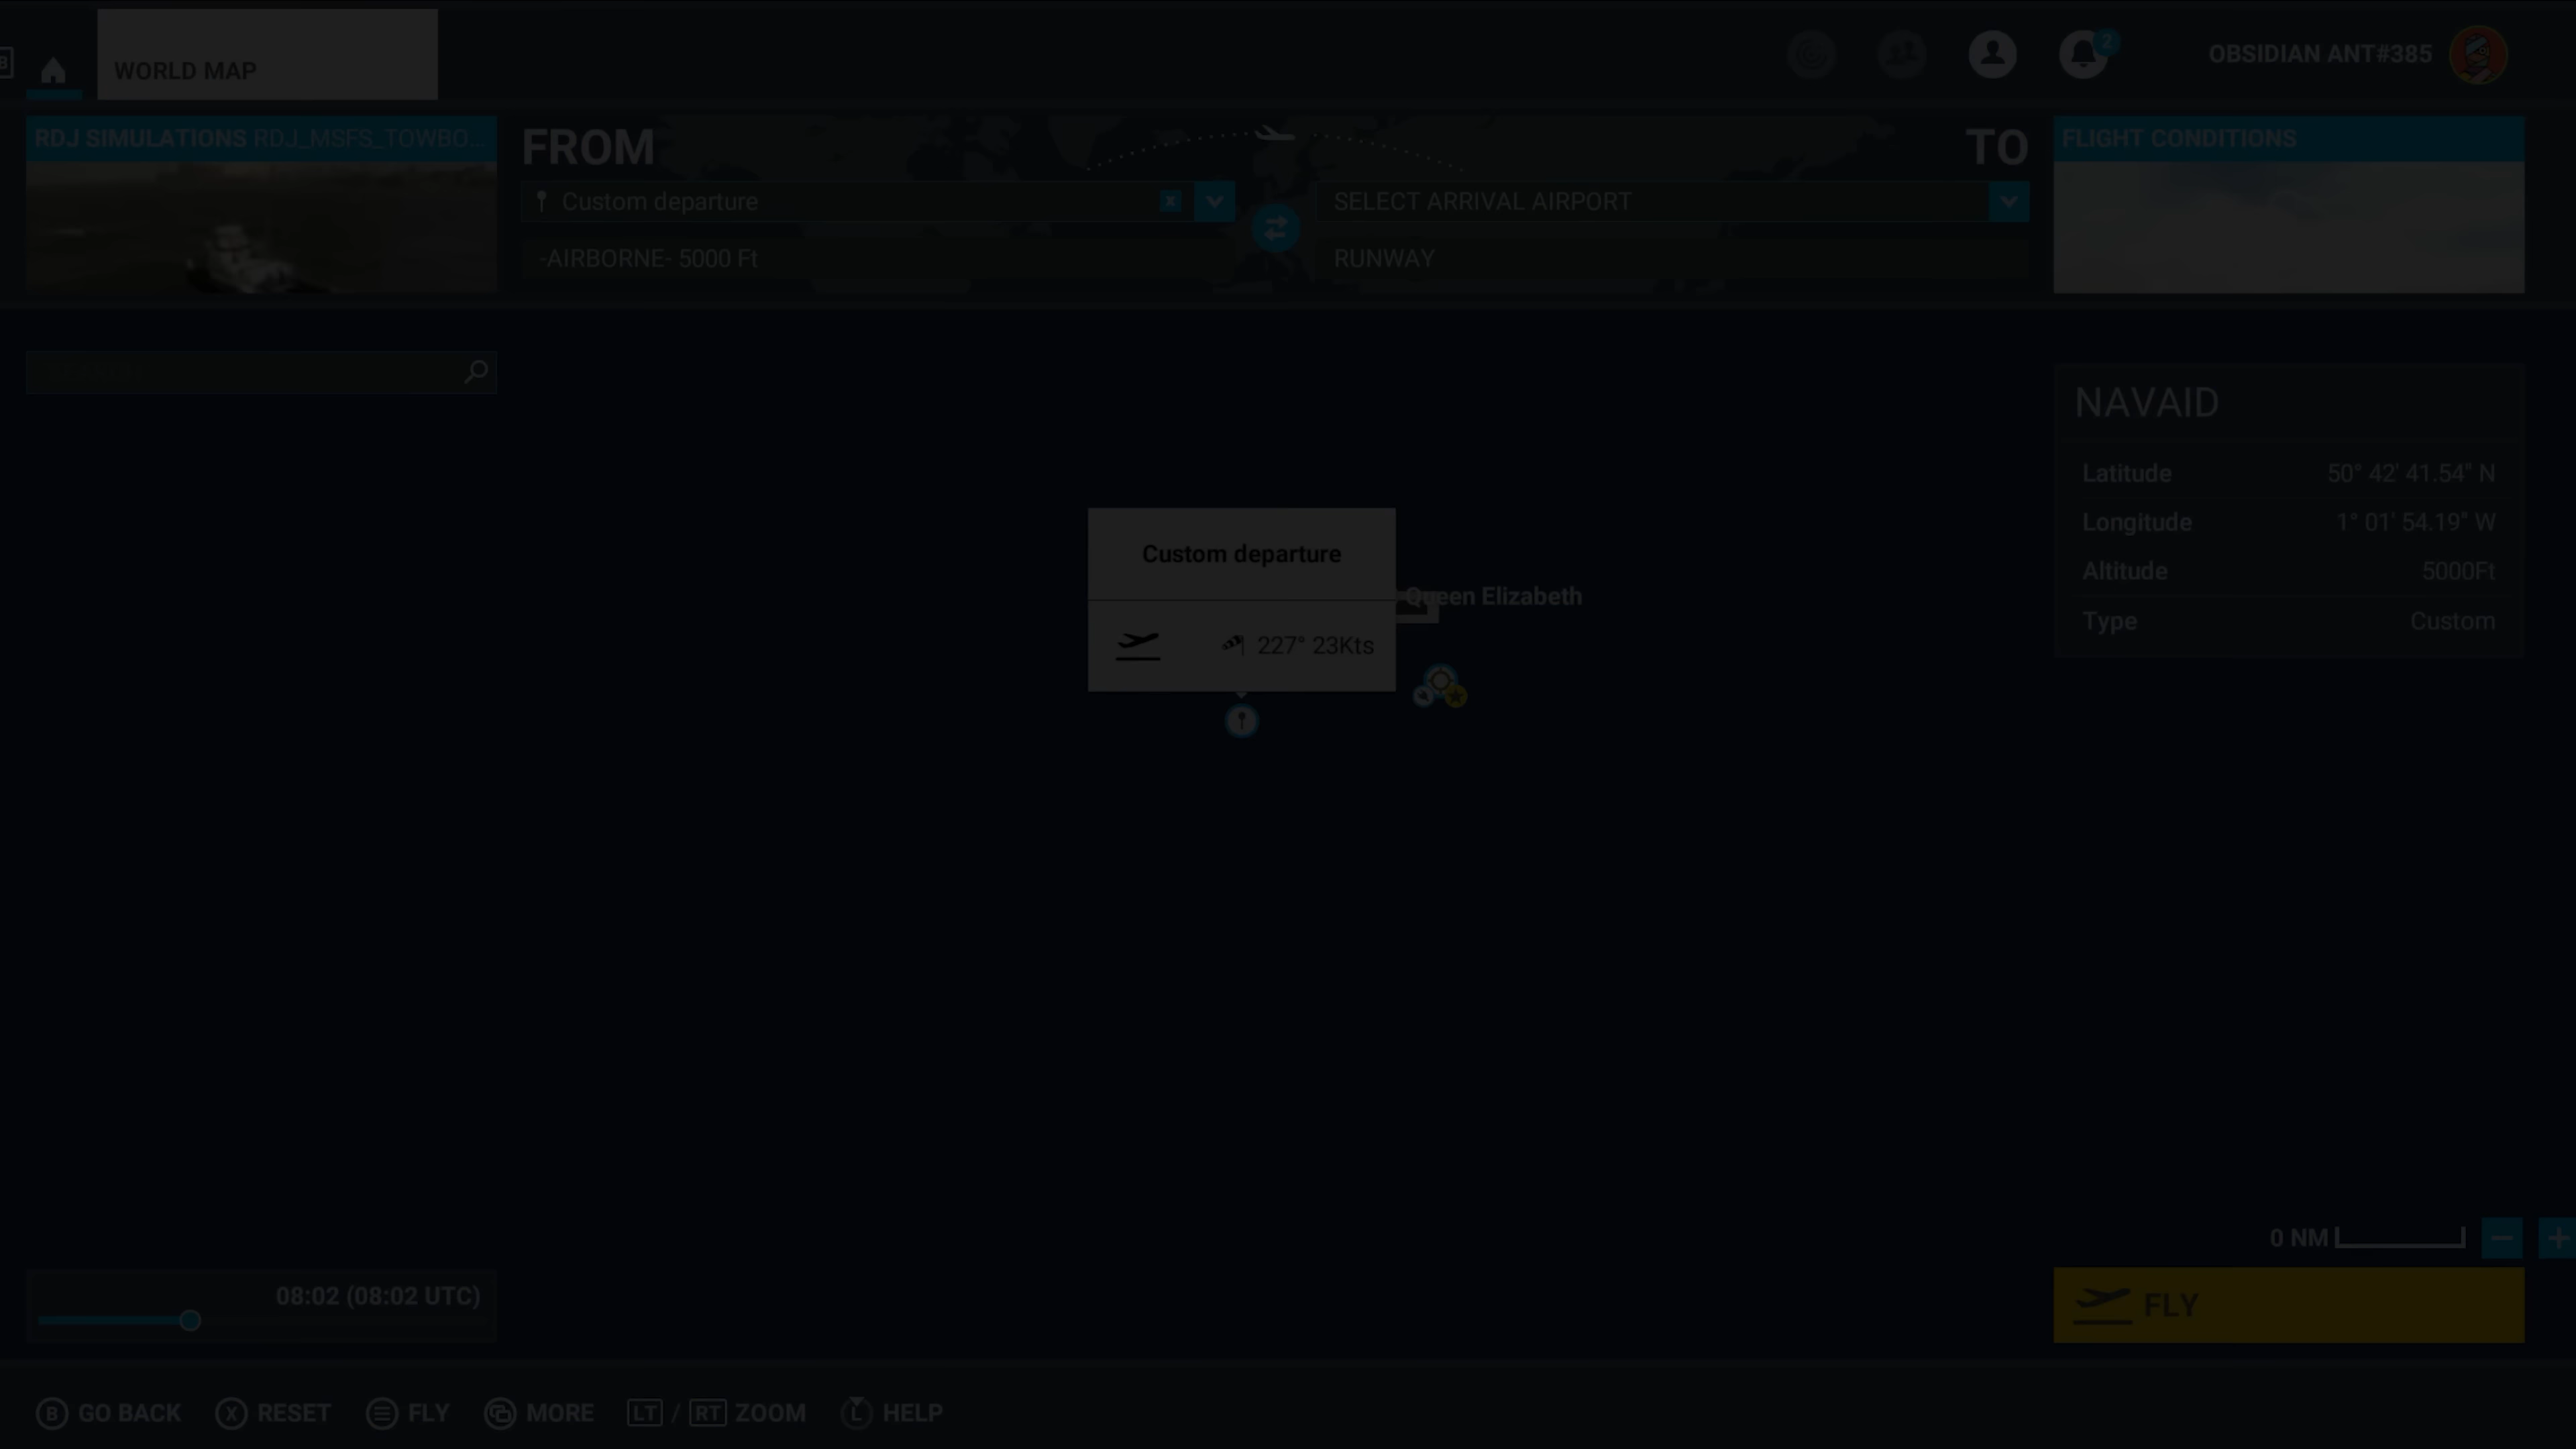 B
WORLD MAP
2
OBSIDIAN ANT#385
RDJ SIMULATIONS RDJ_MSFS_TOWBO...
FROM
TO
FLIGHT CONDITIONS
Custom departure
x
SELECT ARRIVAL AIRPORT
-AIRBORNE- 5000 Ft
RUNWAY
NAVAID
Latitude 50° 42' 41.54" N
Longitude 1° 01' 54.19" W
Altitude 5000Ft
Type Custom
Custom departure
Queen Elizabeth
227° 23Kts
0 NM
08:02 (08:02 UTC)
FLY
B GO BACK X RESET FLY MORE LT / RT ZOOM L HELP